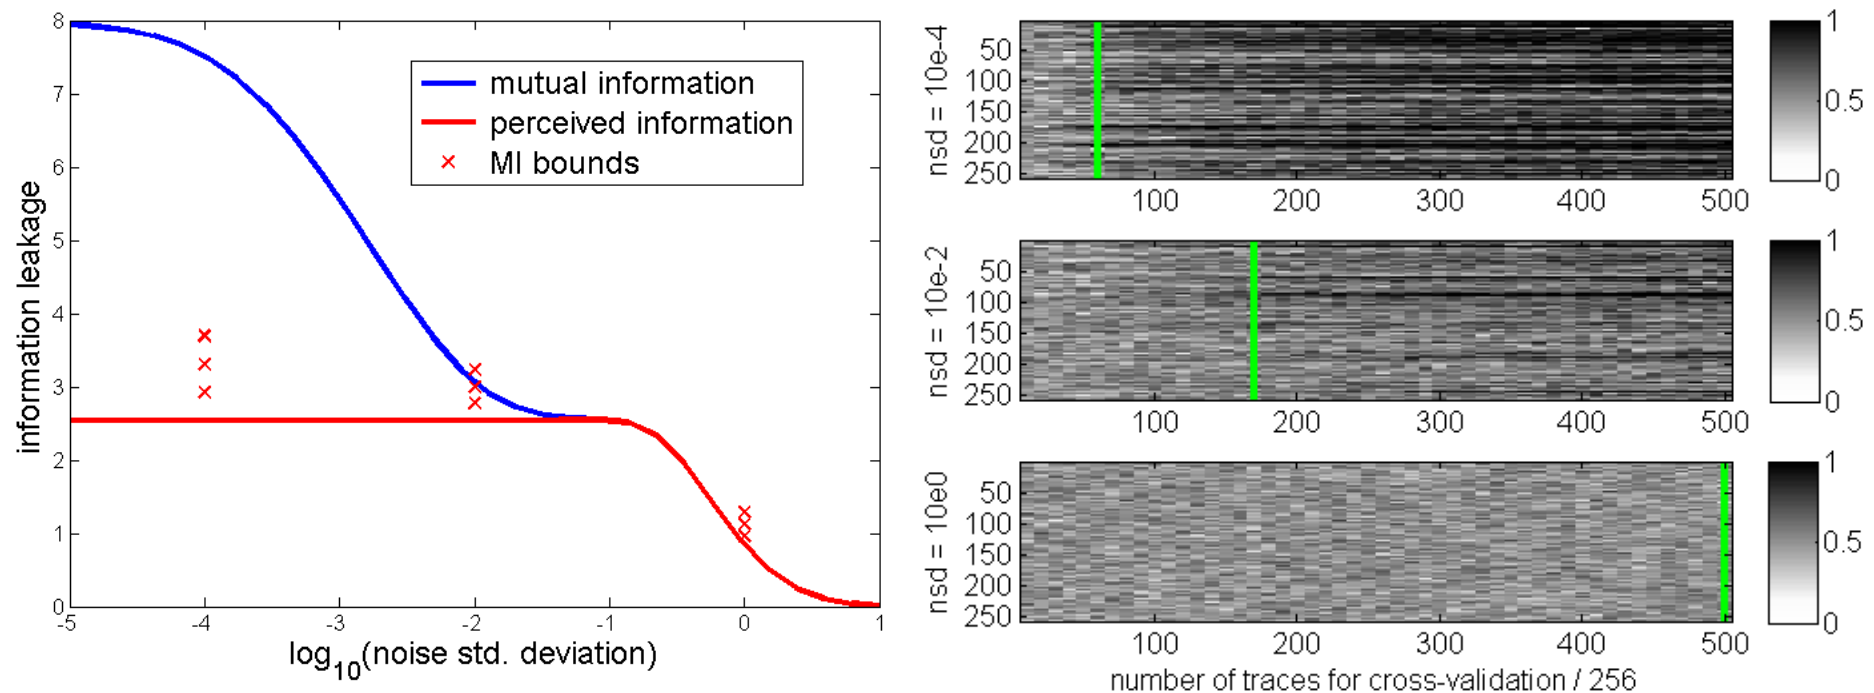 8
7
6
5
4
3
2
1
0
-5 -4 -3 -2 -1 0 1
information leakage
log10(noise std. deviation)
mutual information
perceived information
MI bounds
nsd = 10e-4
50
100
150
200
250
100 200 300 400 500
1
0.5
0
nsd = 10e-2
50
100
150
200
250
100 200 300 400 500
1
0.5
0
nsd = 10e0
50
100
150
200
250
100 200 300 400 500
1
0.5
0
number of traces for cross-validation / 256